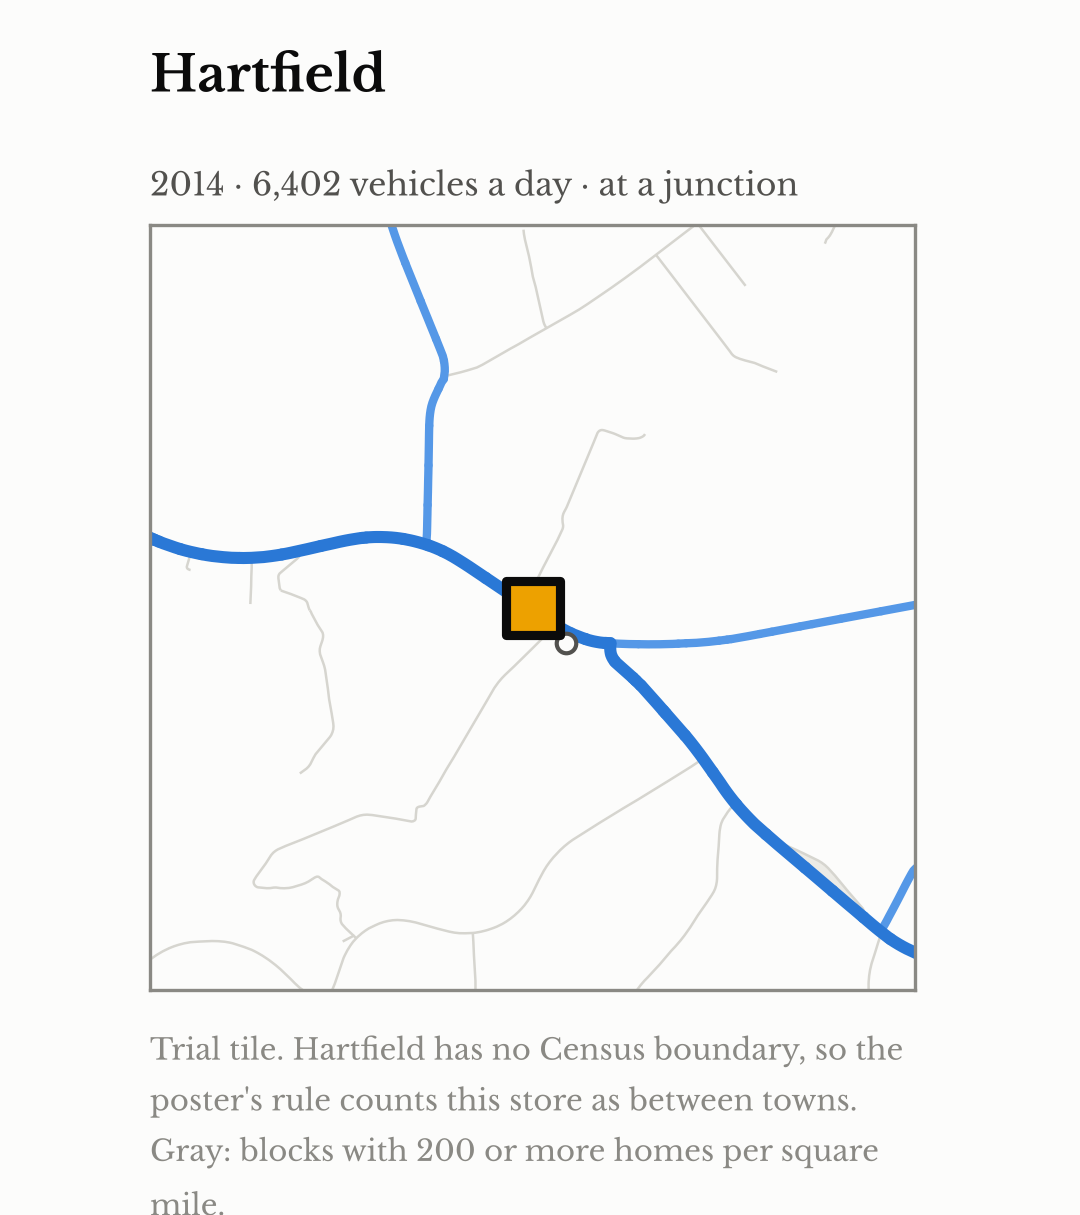 Hartfield
2014 · 6,402 vehicles a day · at a junction
Trial tile. Hartfield has no Census boundary, so the
poster's rule counts this store as between towns.
Gray: blocks with 200 or more homes per square
mile.